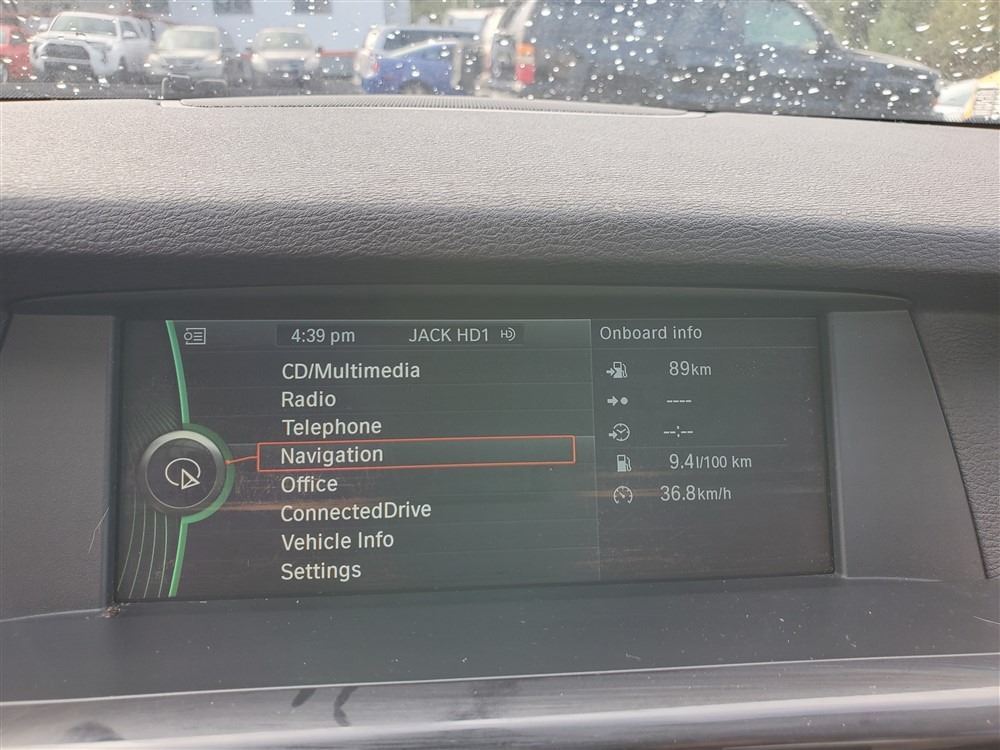 4:39 pm JACK HD1
CD/Multimedia
Radio
Telephone
Navigation
Office
ConnectedDrive
Vehicle Info
Settings
Onboard info
89km
----
--:--
9.4l/100 km
36.8km/h